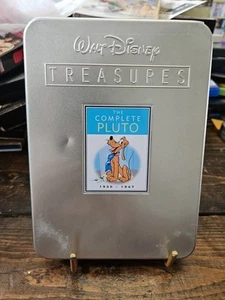 WALT DISNEY
TREASURES
THE
COMPLETE
PLUTO
1930 - 1947